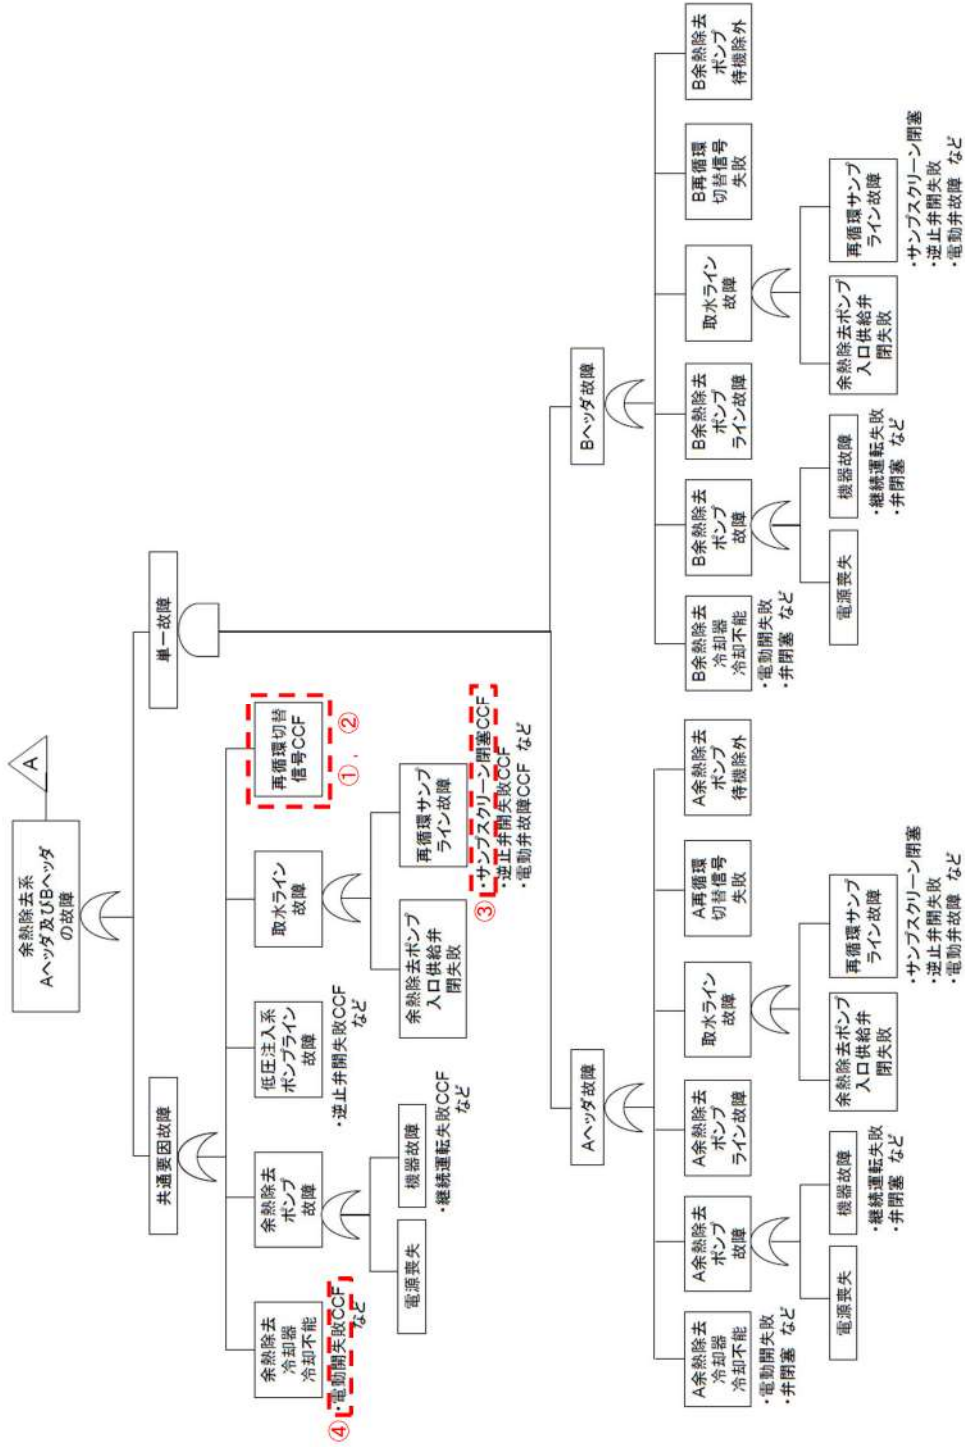 A
余熱除去系
Aヘッダ及びBヘッダ
の故障
共通要因故障
単一故障
余熱除去
冷却器
冷却不能
・電動開失敗CCF
など
④
余熱除去
ポンプ
故障
電源喪失
機器故障
・継続運転失敗CCF
など
低圧注入系
ポンプライン
故障
・逆止弁開失敗CCF
など
取水ライン
故障
余熱除去ポンプ
入口供給弁
閉失敗
再循環サンプ
ライン故障
③
・サンプスクリーン閉塞CCF
・逆止弁開失敗CCF
・電動弁故障CCF など
再循環切替
信号CCF
①. ②
Aヘッダ故障
A余熱除去
冷却器
冷却不能
・電動開失敗
・弁閉塞 など
A余熱除去
ポンプ
故障
電源喪失
機器故障
・継続運転失敗
・弁閉塞 など
A余熱除去
ポンプ
ライン故障
取水ライン
故障
余熱除去ポンプ
入口供給弁
閉失敗
再循環サンプ
ライン故障
・サンプスクリーン閉塞
・逆止弁開失敗
・電動弁故障 など
A再循環
切替信号
失敗
A余熱除去
ポンプ
待機除外
Bヘッダ故障
B余熱除去
冷却器
冷却不能
・電動開失敗
・弁閉塞 など
B余熱除去
ポンプ
故障
電源喪失
機器故障
・継続運転失敗
・弁閉塞 など
B余熱除去
ポンプ
ライン故障
取水ライン
故障
余熱除去ポンプ
入口供給弁
閉失敗
再循環サンプ
ライン故障
・サンプスクリーン閉塞
・逆止弁開失敗
・電動弁故障 など
B再循環
切替信号
失敗
B余熱除去
ポンプ
待機除外